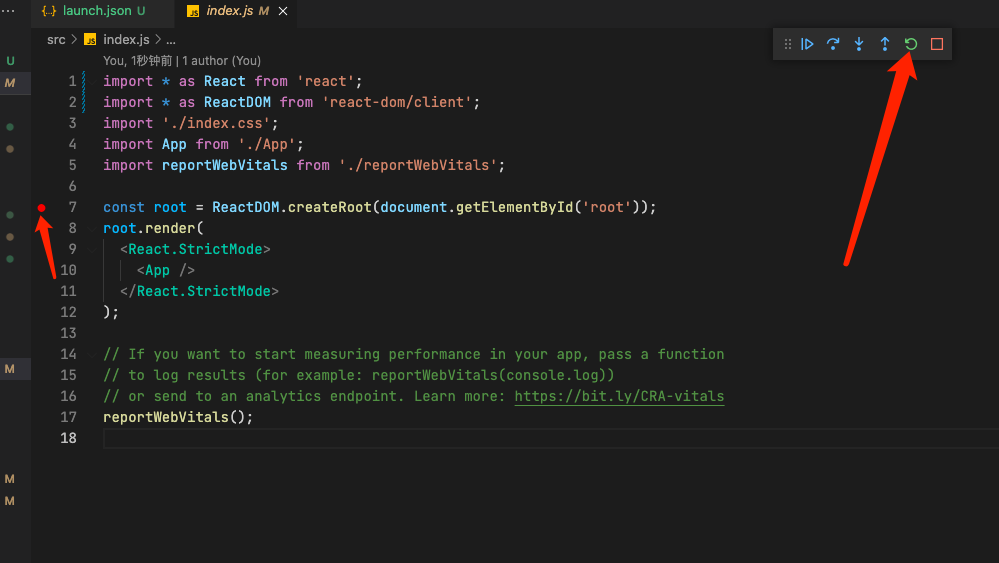 ··· {..} launch.json U JS index.js M ×
src > JS index.js > ...
You, 1秒钟前 | 1 author (You)
U
M
1 import * as React from 'react';
2 import * as ReactDOM from 'react-dom/client';
3 import './index.css';
4 import App from './App';
5 import reportWebVitals from './reportWebVitals';
6
7 const root = ReactDOM.createRoot(document.getElementById('root'));
8 root.render(
9 <React.StrictMode>
10 <App />
11 </React.StrictMode>
12 );
13
14 // If you want to start measuring performance in your app, pass a function
M
15 // to log results (for example: reportWebVitals(console.log))
16 // or send to an analytics endpoint. Learn more: https://bit.ly/CRA-vitals
17 reportWebVitals();
18
M
M